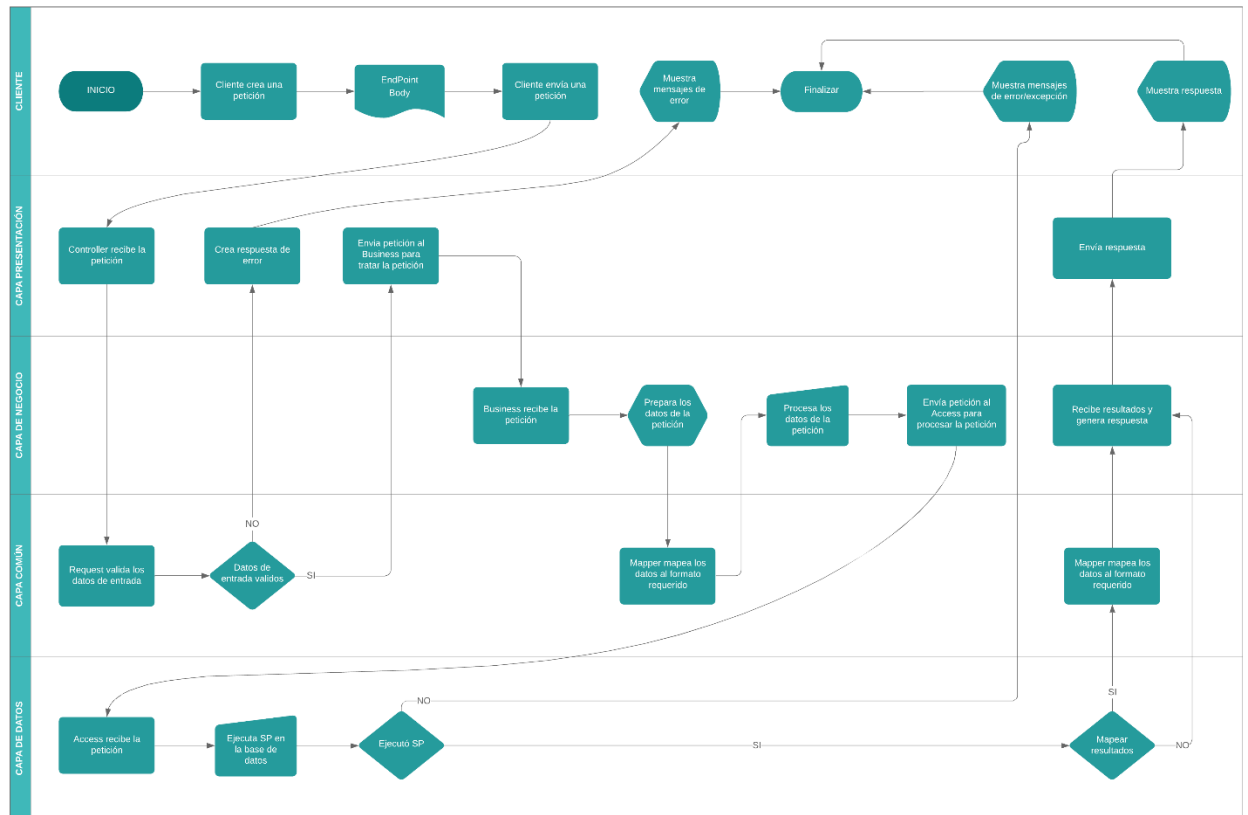 CLIENTE
INICIO
Cliente crea una
petición
EndPoint
Body
Cliente envía una
petición
Muestra
mensajes de
error
Finalizar
Muestra mensajes
de error/excepción
Muestra respuesta
CAPA PRESENTACIÓN
Controller recibe la
petición
Crea respuesta de
error
Envía petición al
Business para
tratar la petición
Envía respuesta
CAPA DE NEGOCIO
Business recibe la
petición
Prepara los
datos de la
petición
Procesa los
datos de la
petición
Envía petición al
Access para
procesar la petición
Recibe resultados y
genera respuesta
CAPA COMÚN
NO
Request valida los
datos de entrada
Datos de
entrada validos
SI
Mapper mapea los
datos al formato
requerido
Mapper mapea los
datos al formato
requerido
CAPA DE DATOS
Access recibe la
petición
Ejecuta SP en
la base de
datos
Ejecutó SP
NO
SI
SI
Mapear
resultados
NO